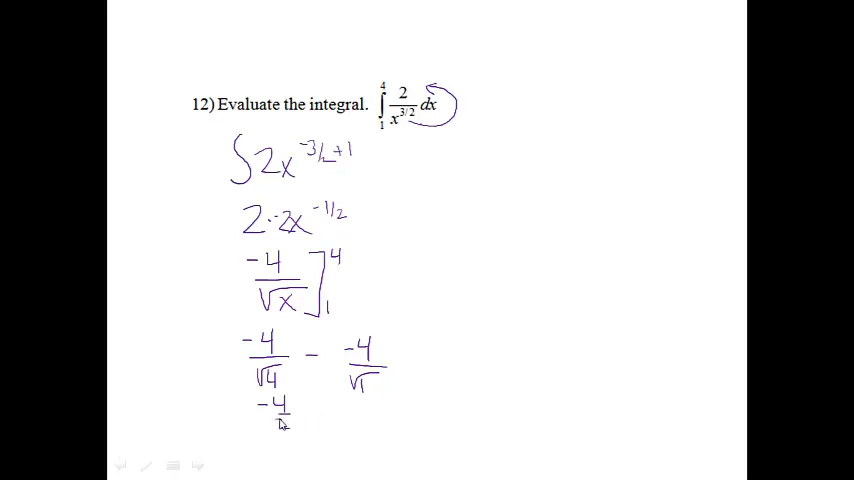 12) Evaluate the integral. ∫₁⁴ 2/x^{3/2} dx
∫2x^{-3/2+1}
2·-2x^{-1/2}
-4/√x ]₁⁴
-4/√4 - -4/√1
-4/